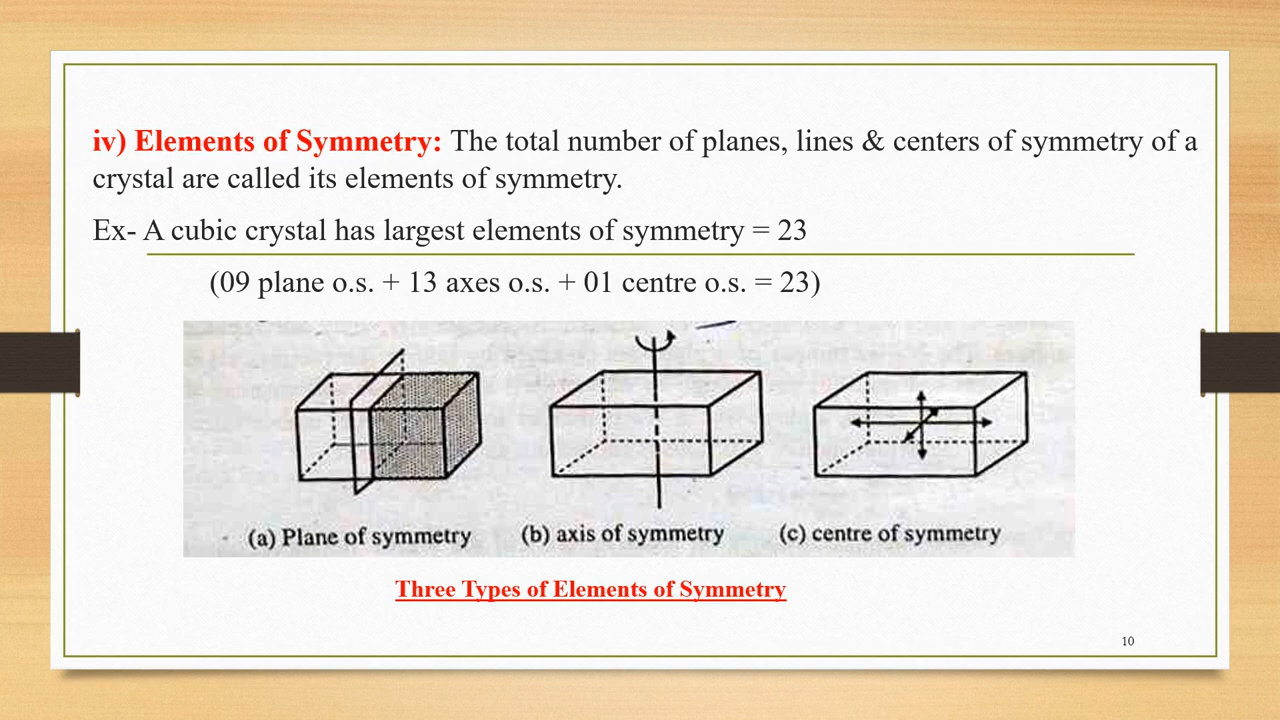 iv) Elements of Symmetry: The total number of planes, lines & centers of symmetry of a
crystal are called its elements of symmetry.
Ex- A cubic crystal has largest elements of symmetry = 23
(09 plane o.s. + 13 axes o.s. + 01 centre o.s. = 23)
(a) Plane of symmetry (b) axis of symmetry (c) centre of symmetry
Three Types of Elements of Symmetry
10